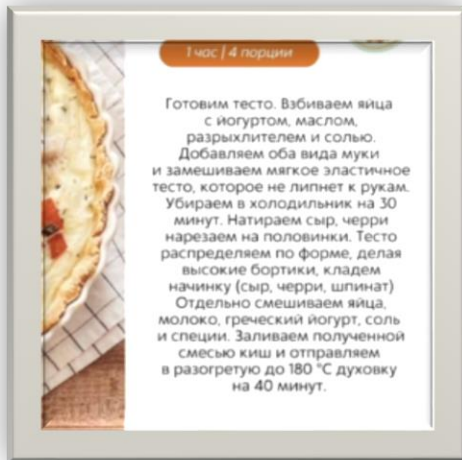 1 час | 4 порции
Готовим тесто. Взбиваем яйца
с йогуртом, маслом,
разрыхлителем и солью.
Добавляем оба вида муки
и замешиваем мягкое эластичное
тесто, которое не липнет к рукам.
Убираем в холодильник на 30
минут. Натираем сыр, черри
нарезаем на половинки. Тесто
распределяем по форме, делая
высокие бортики, кладем
начинку (сыр, черри, шпинат)
Отдельно смешиваем яйца,
молоко, греческий йогурт, соль
и специи. Заливаем полученной
смесью киш и отправляем
в разогретую до 180 °C духовку
на 40 минут.